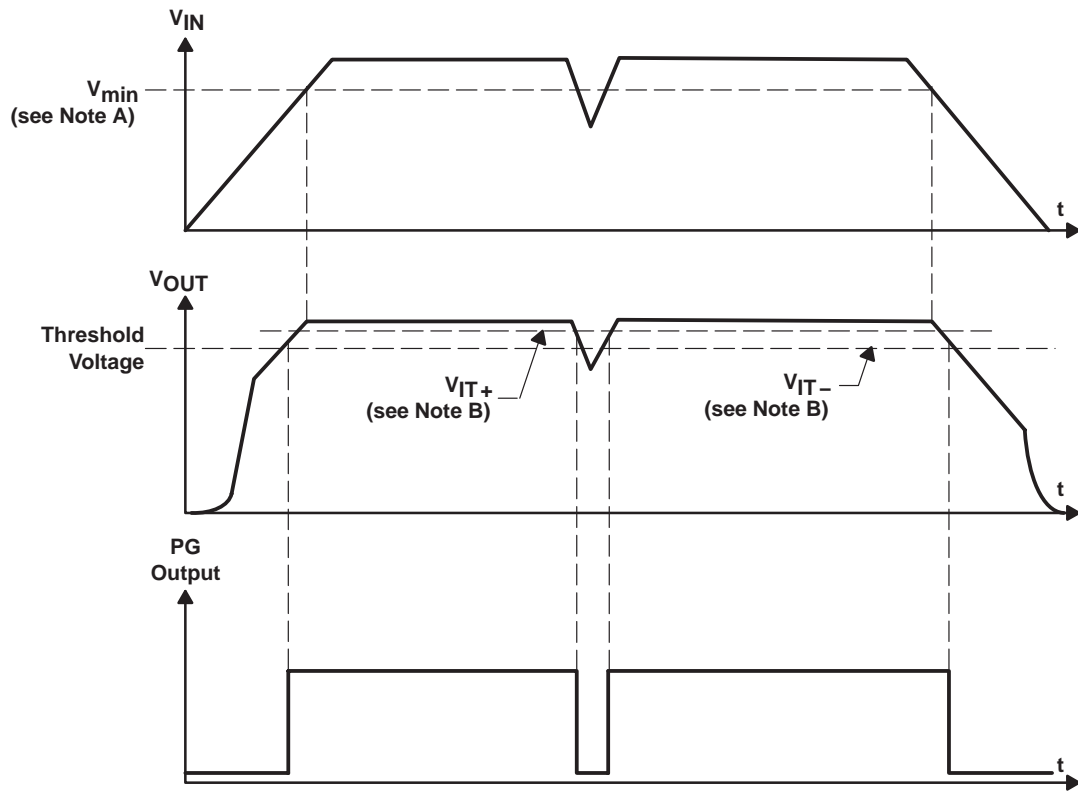 VIN
Vmin
(see Note A)
t
VOUT
Threshold
Voltage
VIT+
(see Note B)
VIT−
(see Note B)
t
PG
Output
t